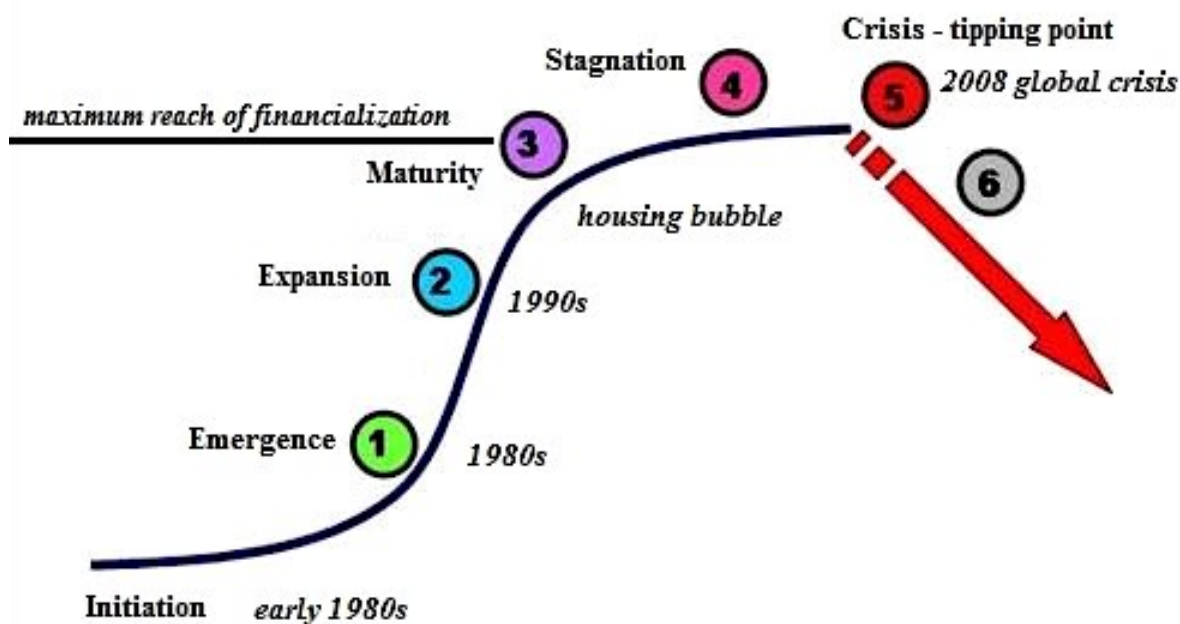 Crisis - tipping point
Stagnation
4
5
2008 global crisis
maximum reach of financialization
3
Maturity
6
housing bubble
Expansion
2
1990s
Emergence
1
1980s
Initiation
early 1980s